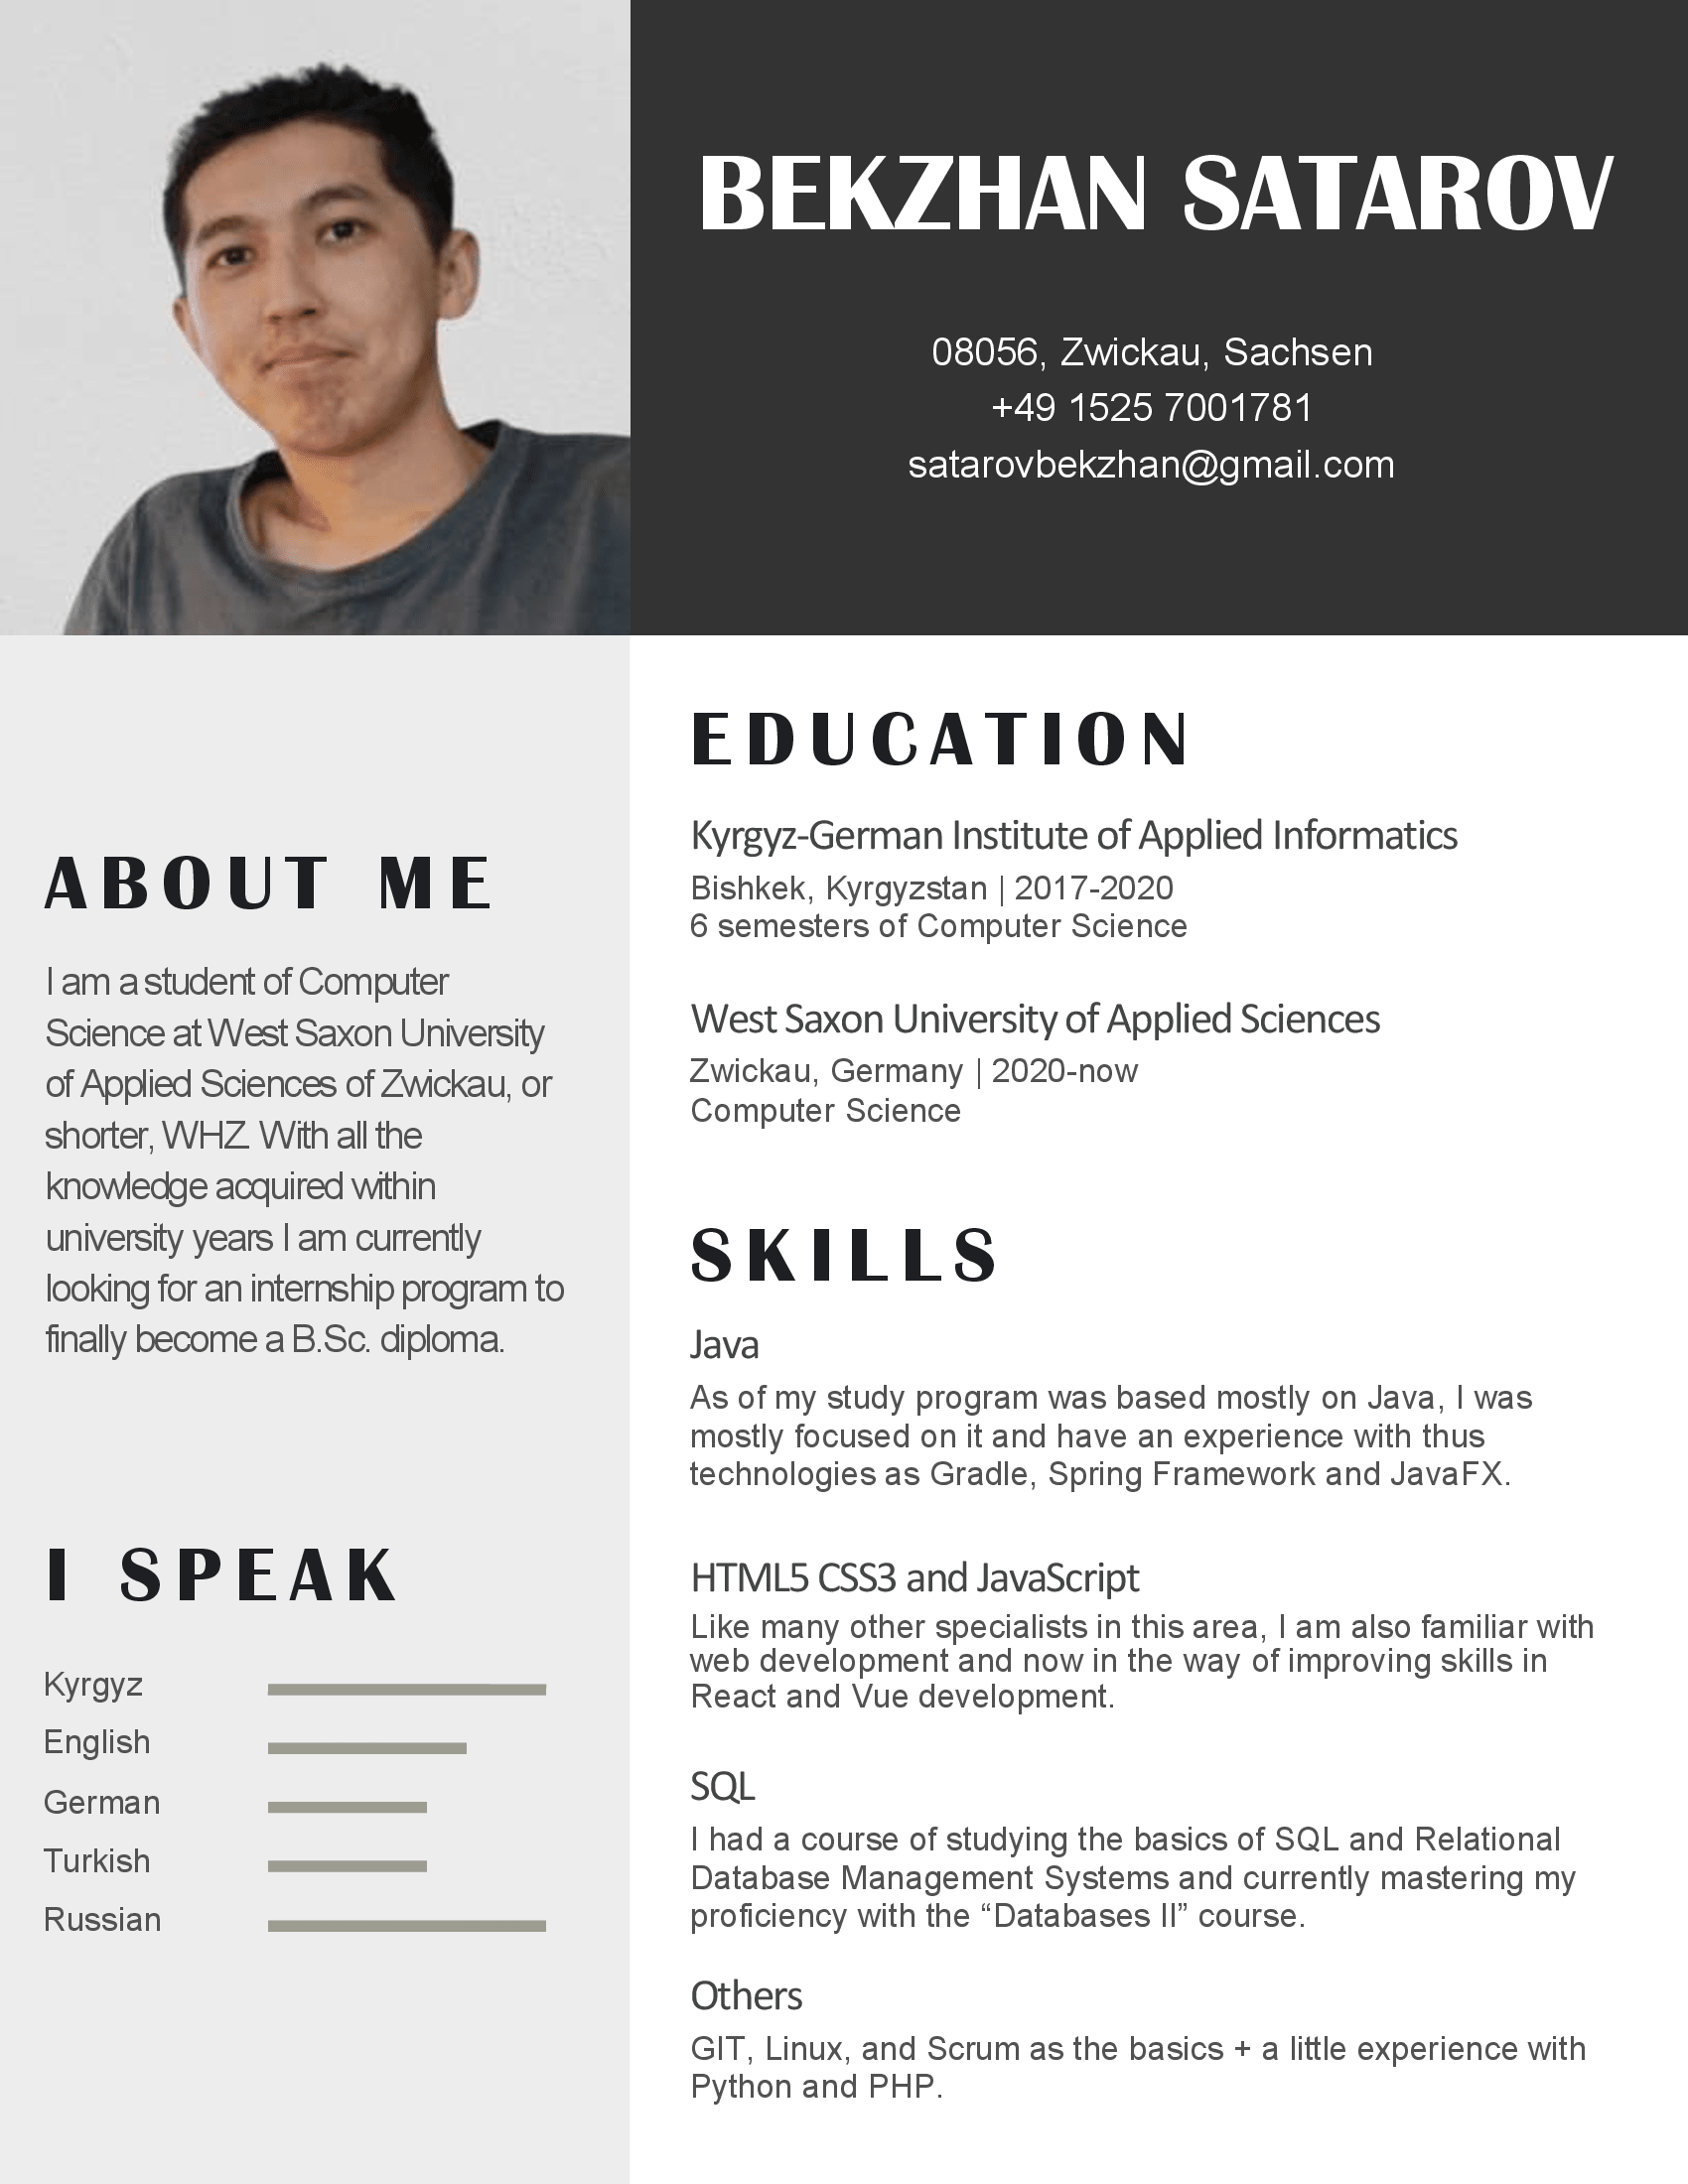 BEKZHAN SATAROV
08056, Zwickau, Sachsen
+49 1525 7001781
satarovbekzhan@gmail.com
ABOUT ME
I am a student of Computer
Science at West Saxon University
of Applied Sciences of Zwickau, or
shorter, WHZ. With all the
knowledge acquired within
university years I am currently
looking for an internship program to
finally become a B.Sc. diploma.
I SPEAK
Kyrgyz
English
German
Turkish
Russian
EDUCATION
Kyrgyz-German Institute of Applied Informatics
Bishkek, Kyrgyzstan | 2017-2020
6 semesters of Computer Science
West Saxon University of Applied Sciences
Zwickau, Germany | 2020-now
Computer Science
SKILLS
Java
As of my study program was based mostly on Java, I was
mostly focused on it and have an experience with thus
technologies as Gradle, Spring Framework and JavaFX.
HTML5 CSS3 and JavaScript
Like many other specialists in this area, I am also familiar with
web development and now in the way of improving skills in
React and Vue development.
SQL
I had a course of studying the basics of SQL and Relational
Database Management Systems and currently mastering my
proficiency with the “Databases II” course.
Others
GIT, Linux, and Scrum as the basics + a little experience with
Python and PHP.